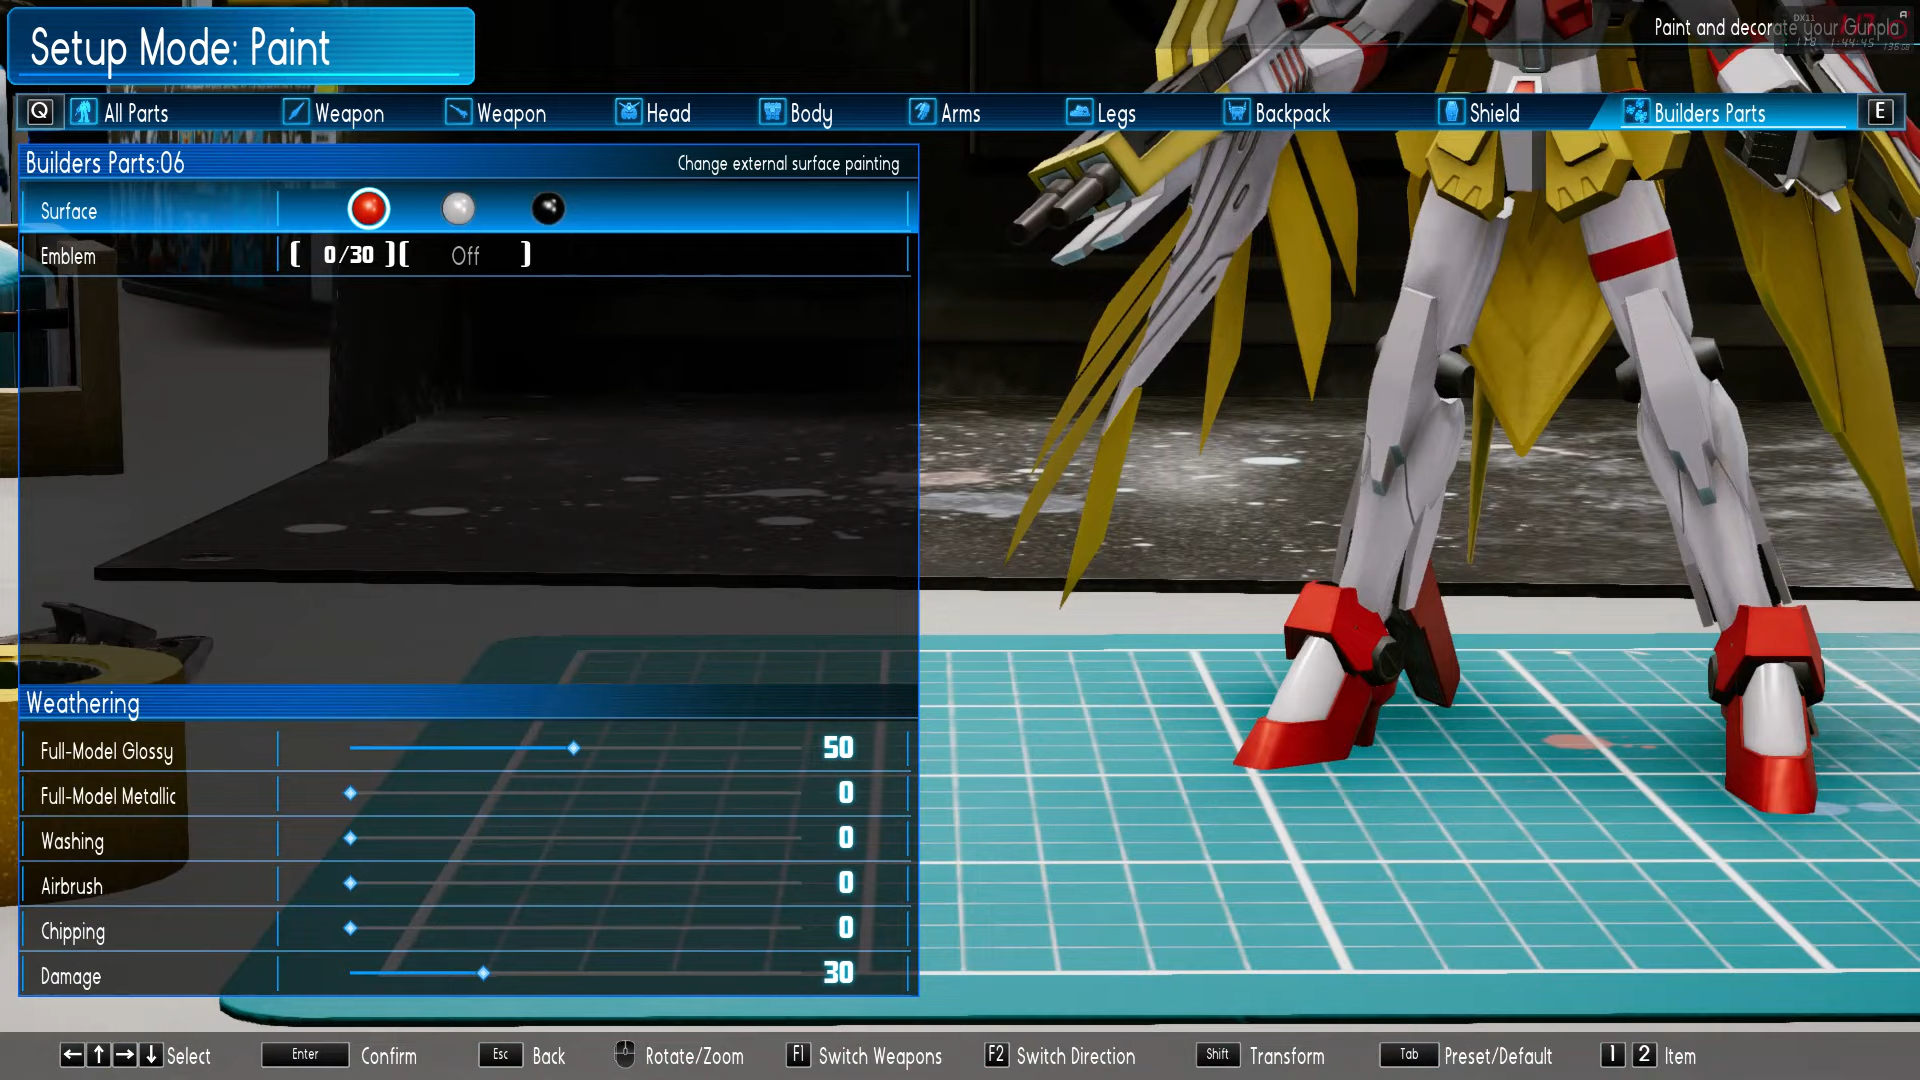 Setup Mode: Paint
Paint and decorate your Gunpla
Q All Parts Weapon Weapon Head Body Arms Legs Backpack Shield Builders Parts E
Builders Parts:06 Change external surface painting
Surface
Emblem [ 0/30 ][ Off ]
Weathering
Full-Model Glossy 50
Full-Model Metallic 0
Washing 0
Airbrush 0
Chipping 0
Damage 30
← ↑ → ↓ Select Enter Confirm Esc Back Rotate/Zoom F1 Switch Weapons F2 Switch Direction Shift Transform Tab Preset/Default 1 2 Item